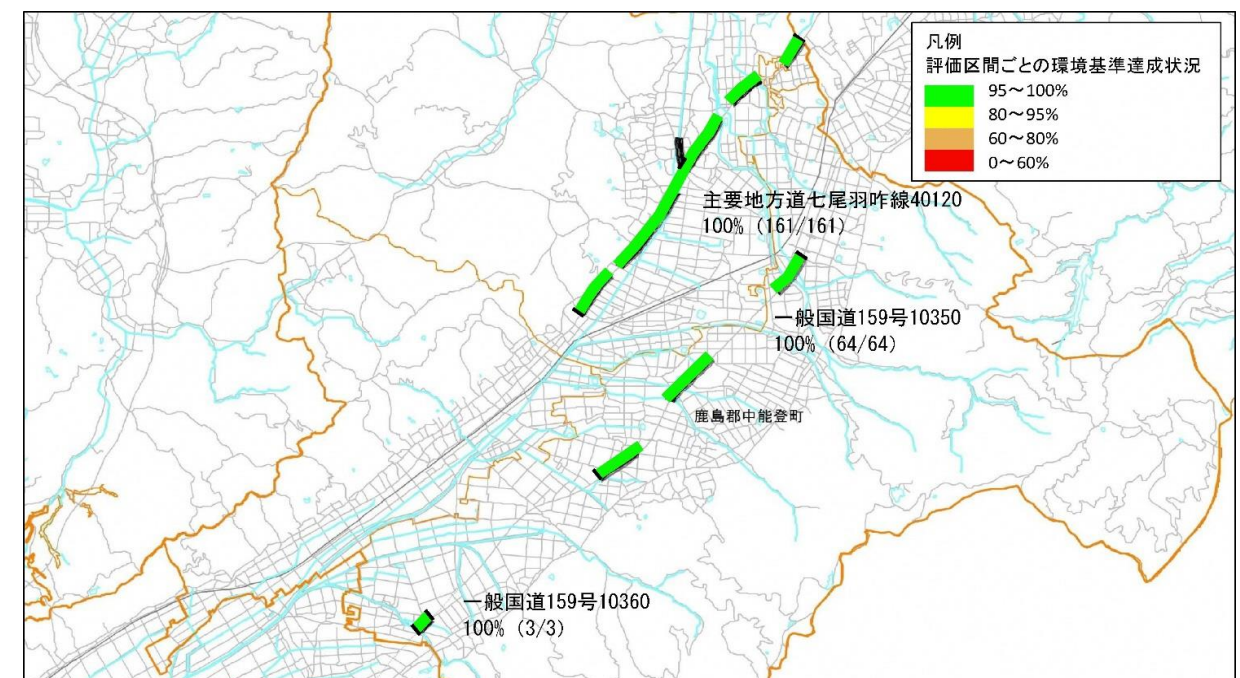 凡例
評価区間ごとの環境基準達成状況
95～100%
80～95%
60～80%
0～60%
主要地方道七尾羽咋線40120
100% (161/161)
一般国道159号10350
100% (64/64)
鹿島郡中能登町
一般国道159号10360
100% (3/3)